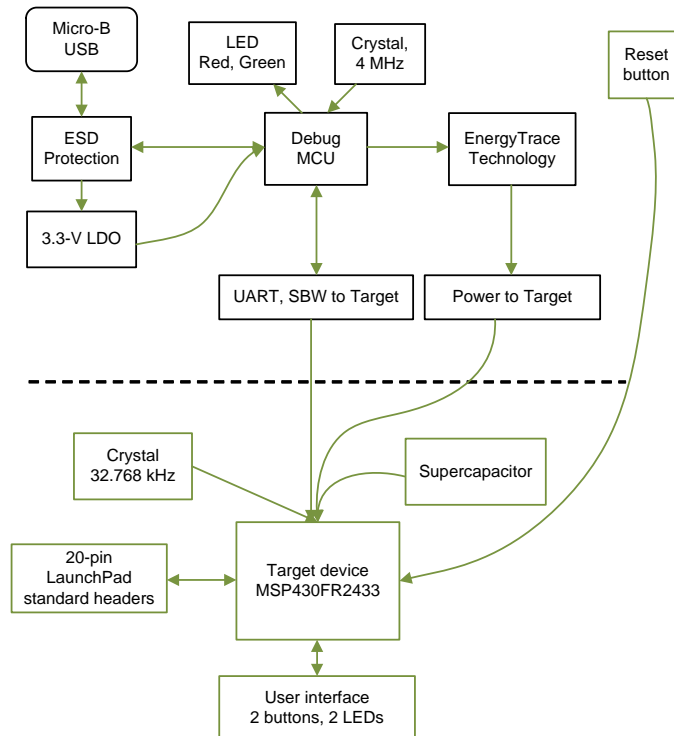 Micro-B
USB
LED
Red, Green
Crystal,
4 MHz
Reset
button
ESD
Protection
Debug
MCU
EnergyTrace
Technology
3.3-V LDO
UART, SBW to Target
Power to Target
Crystal
32.768 kHz
Supercapacitor
20-pin
LaunchPad
standard headers
Target device
MSP430FR2433
User interface
2 buttons, 2 LEDs